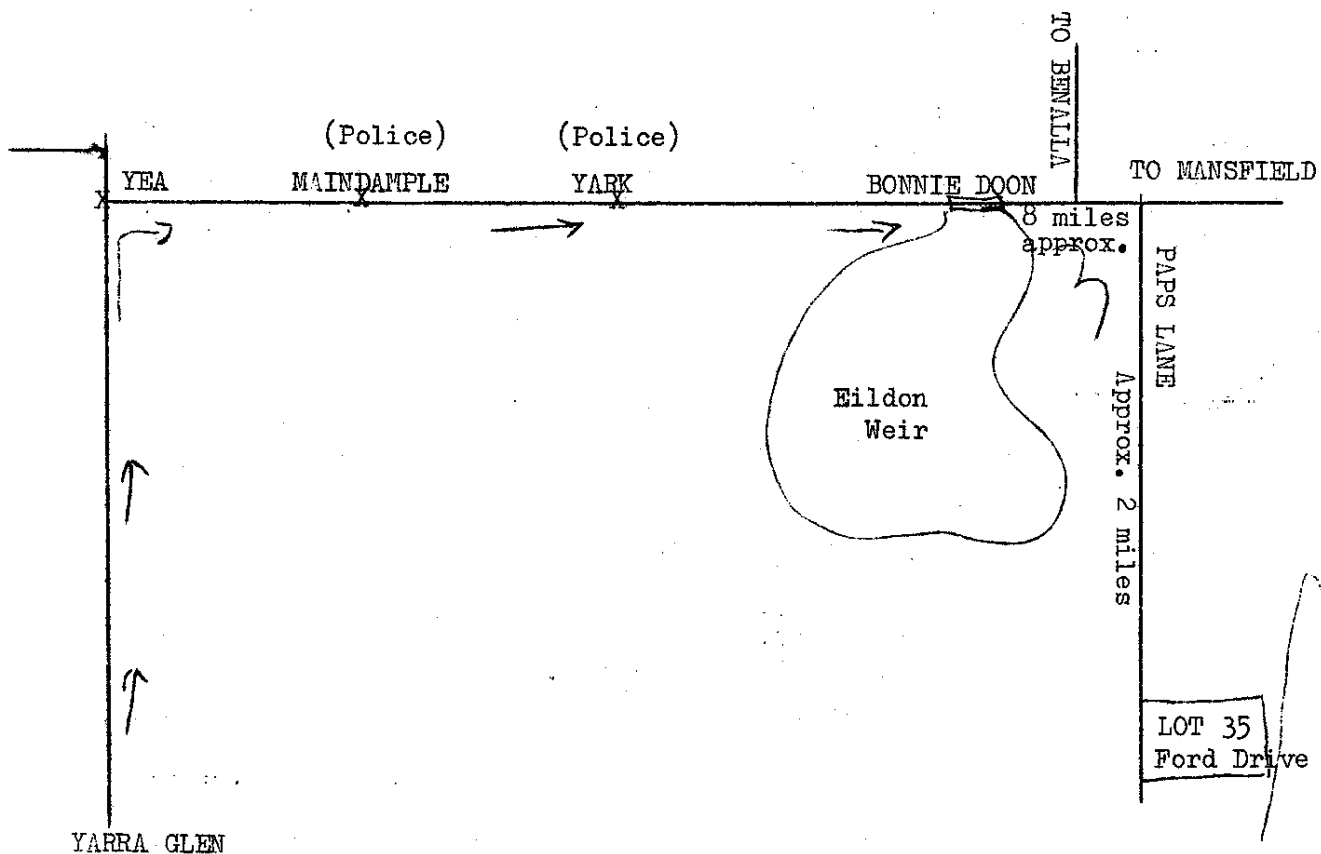 TO BENALLA
(Police)
(Police)
YEA
MAINDAMPLE
YARK
BONNIE DOON
TO MANSFIELD
8 miles
approx.
PAPS LANE
Eildon
Weir
Approx. 2 miles
LOT 35
Ford Drive
YARRA GLEN